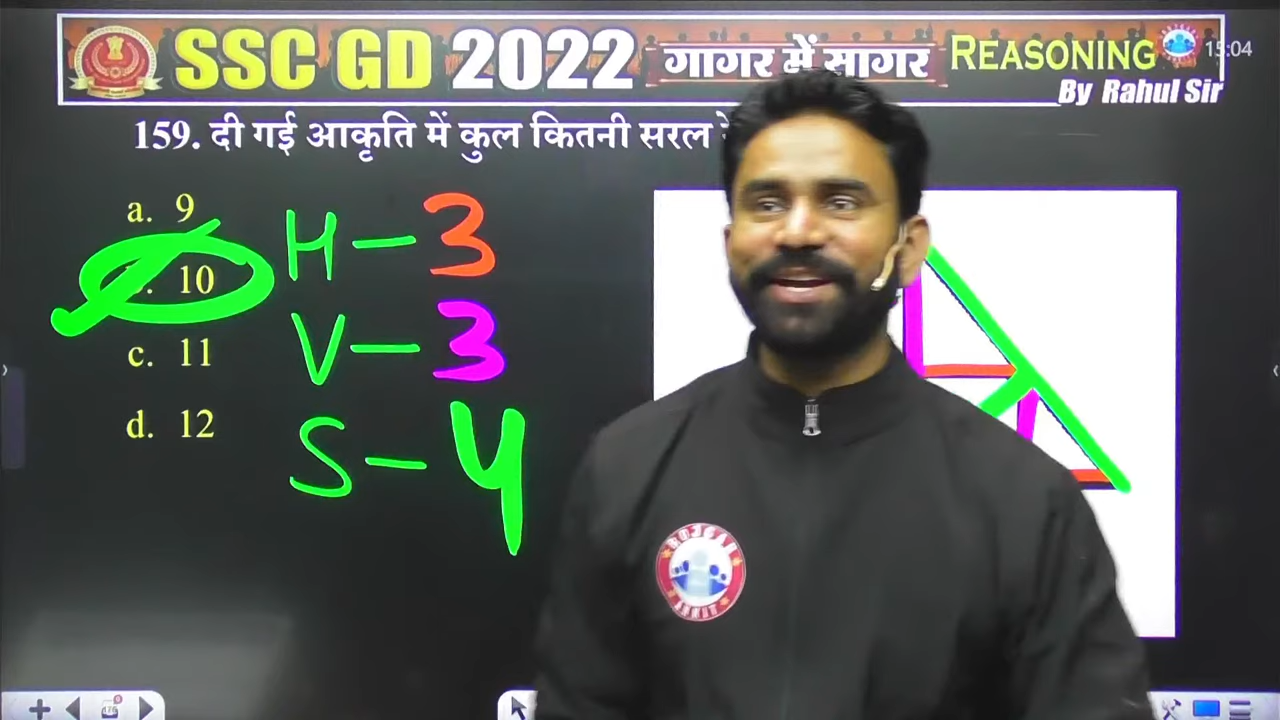 SSC GD 2022 गागर में सागर REASONING
15:04
By Rahul Sir
159. दी गई आकृति में कुल कितनी सरल
a. 9
10
c. 11
d. 12
H - 3
V - 3
S - 4